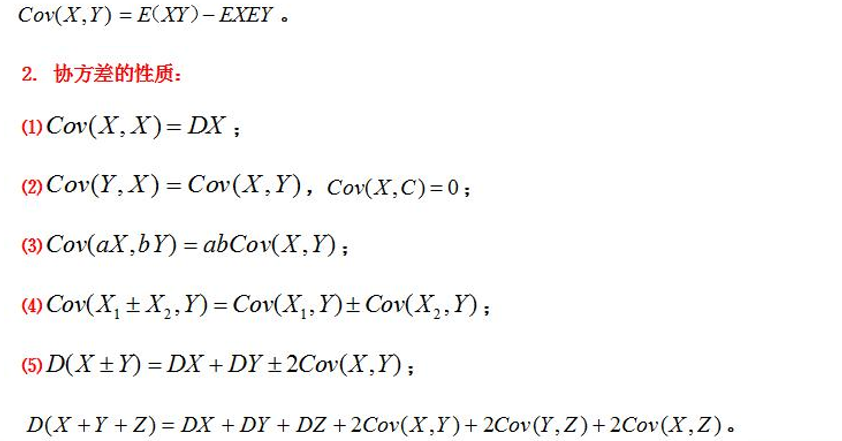 Cov(X,Y) = E(XY) − EXEY 。
2. 协方差的性质:
(1) Cov(X,X) = DX ;
(2) Cov(Y,X) = Cov(X,Y), Cov(X,C) = 0 ;
(3) Cov(aX,bY) = abCov(X,Y) ;
(4) Cov(X₁ ± X₂,Y) = Cov(X₁,Y) ± Cov(X₂,Y) ;
(5) D(X ± Y) = DX + DY ± 2Cov(X,Y) ;
D(X + Y + Z) = DX + DY + DZ + 2Cov(X,Y) + 2Cov(Y,Z) + 2Cov(X,Z) 。